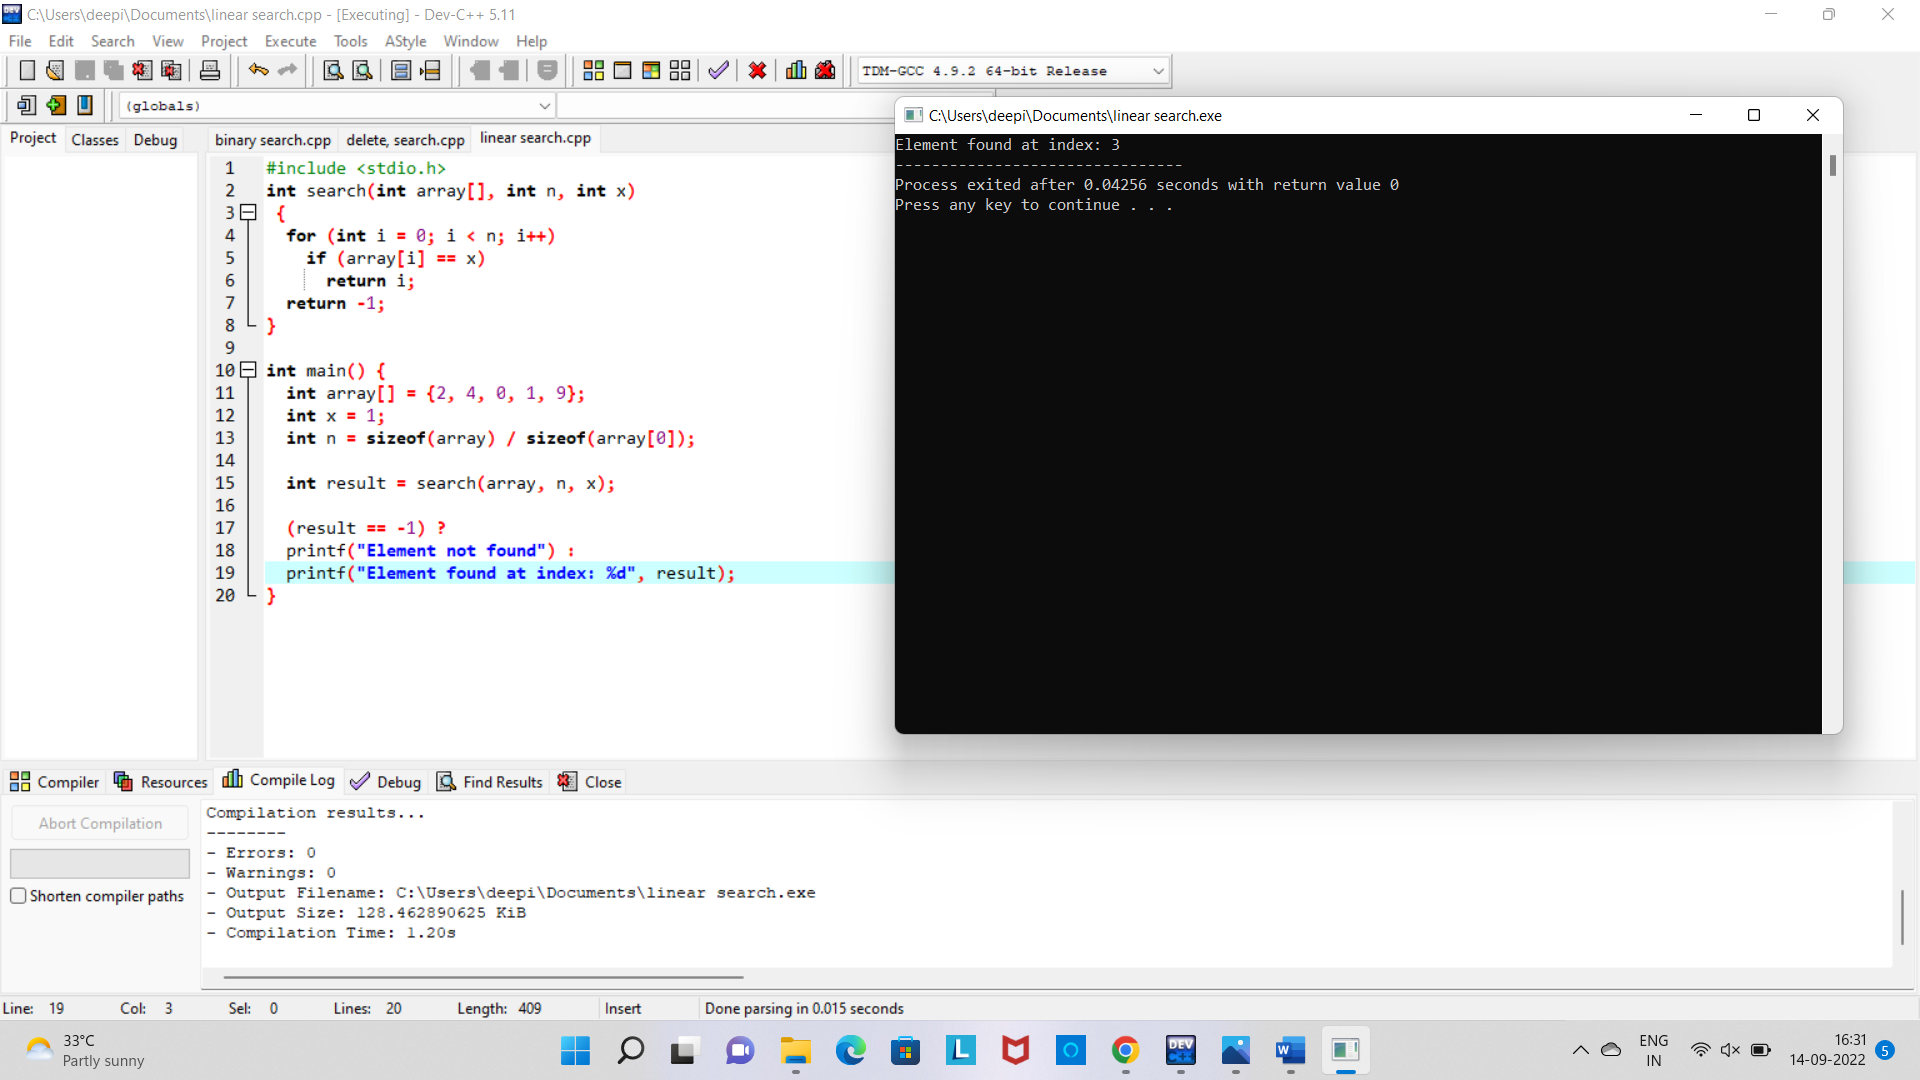 C:\Users\deepi\Documents\linear search.cpp - [Executing] - Dev-C++ 5.11
File Edit Search View Project Execute Tools AStyle Window Help
TDM-GCC 4.9.2 64-bit Release
(globals)
Project Classes Debug
binary search.cpp delete, search.cpp linear search.cpp
1 #include <stdio.h>
2 int search(int array[], int n, int x)
3 {
4 for (int i = 0; i < n; i++)
5 if (array[i] == x)
6 return i;
7 return -1;
8 }
9
10 int main() {
11 int array[] = {2, 4, 0, 1, 9};
12 int x = 1;
13 int n = sizeof(array) / sizeof(array[0]);
14
15 int result = search(array, n, x);
16
17 (result == -1) ?
18 printf("Element not found") :
19 printf("Element found at index: %d", result);
20 }
C:\Users\deepi\Documents\linear search.exe
Element found at index: 3
--------------------------------
Process exited after 0.04256 seconds with return value 0
Press any key to continue . . .
Compiler Resources Compile Log Debug Find Results Close
Abort Compilation
Shorten compiler paths
Compilation results...
--------
- Errors: 0
- Warnings: 0
- Output Filename: C:\Users\deepi\Documents\linear search.exe
- Output Size: 128.462890625 KiB
- Compilation Time: 1.20s
Line: 19 Col: 3 Sel: 0 Lines: 20 Length: 409 Insert Done parsing in 0.015 seconds
33°C
Partly sunny
L
DEV
C++
W
ENG
IN
16:31
14-09-2022
5